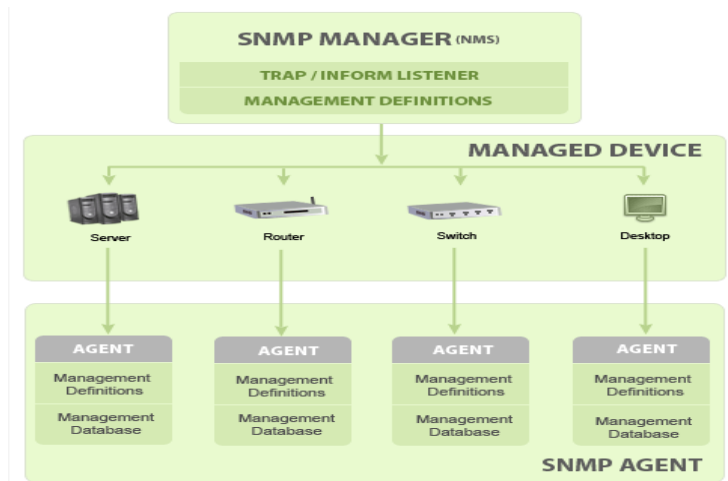 SNMP MANAGER (NMS)
TRAP / INFORM LISTENER
MANAGEMENT DEFINITIONS
MANAGED DEVICE
Server
Router
Switch
Desktop
AGENT
Management
Definitions
Management
Database
AGENT
Management
Definitions
Management
Database
AGENT
Management
Definitions
Management
Database
AGENT
Management
Definitions
Management
Database
SNMP AGENT